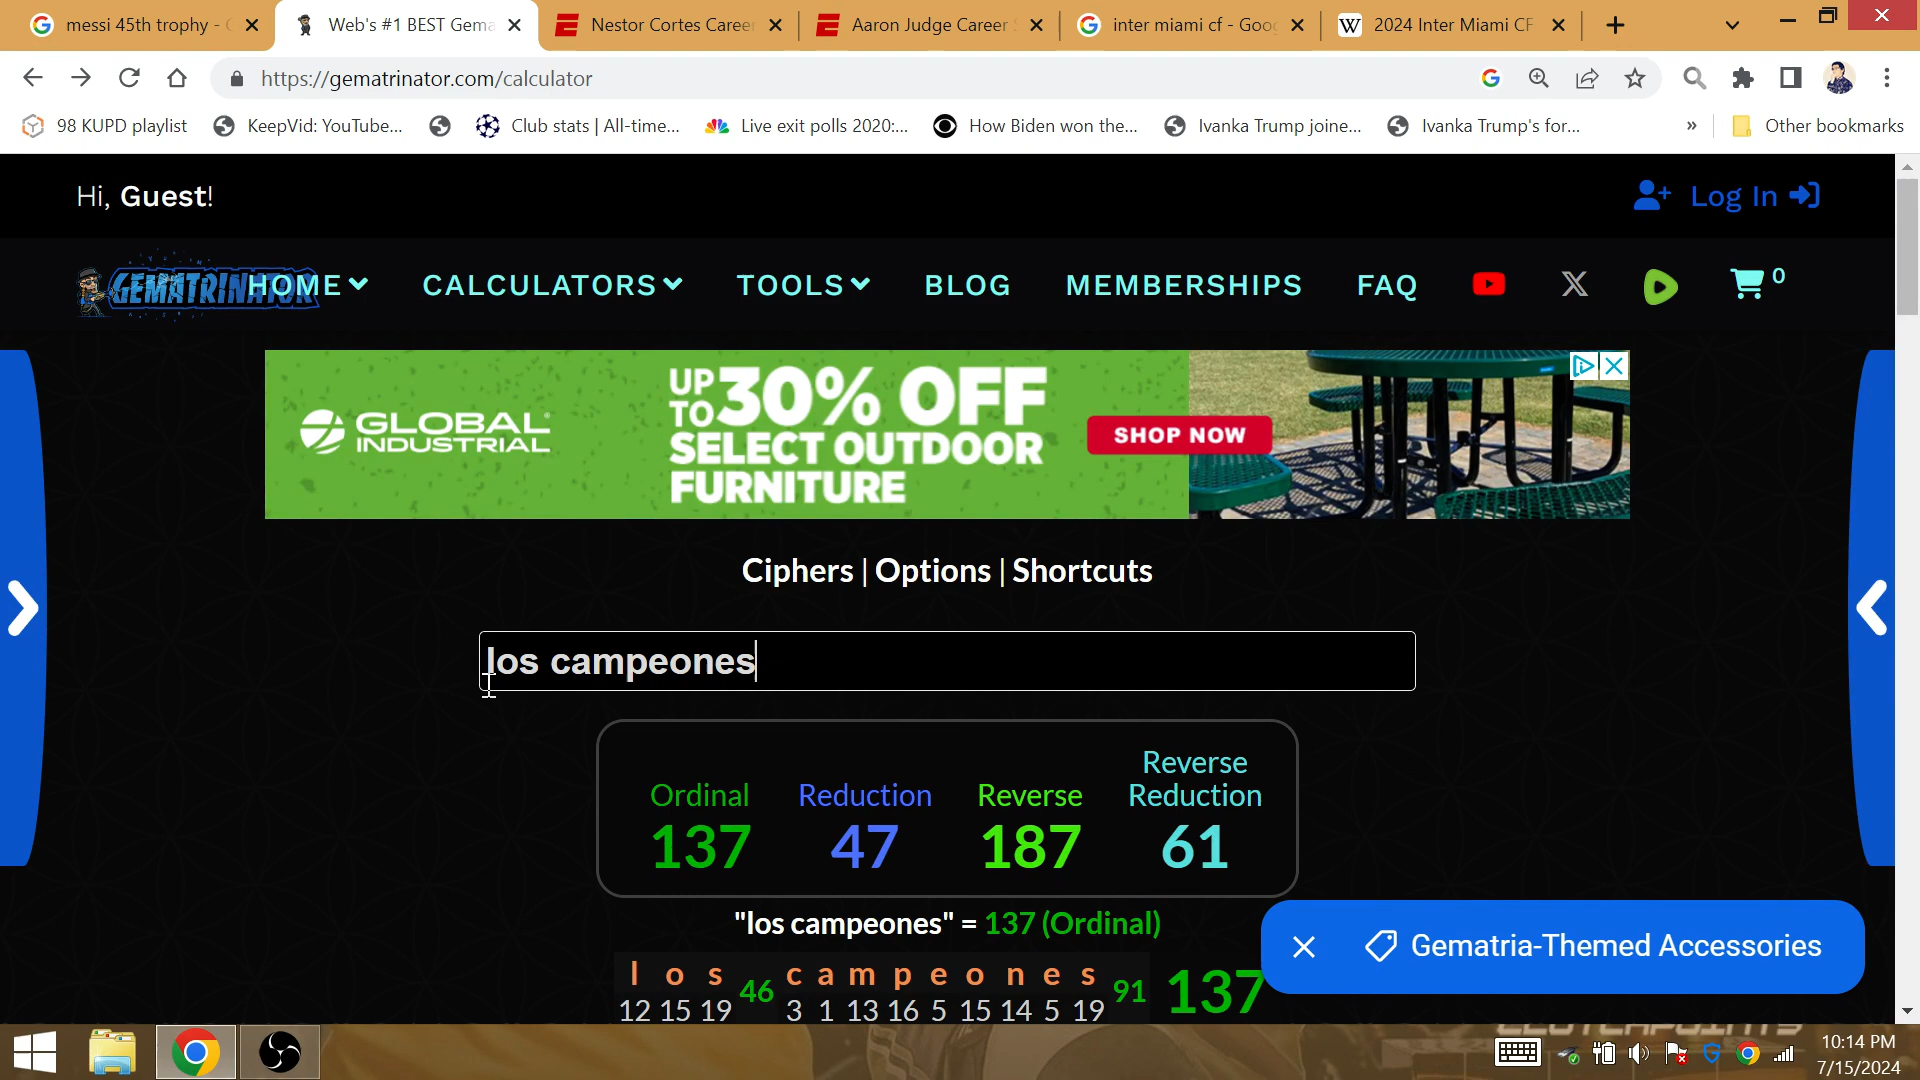 messi 45th trophy - G
Web's #1 BEST Gema
Nestor Cortes Career
Aaron Judge Career S
inter miami cf - Goog
2024 Inter Miami CF
https://gematrinator.com/calculator
98 KUPD playlist
KeepVid: YouTube...
Club stats | All-time...
Live exit polls 2020:...
How Biden won the...
Ivanka Trump joine...
Ivanka Trump's for...
»
Other bookmarks
Hi, Guest!
Log In
GEMATRINATOR
HOME
CALCULATORS
TOOLS
BLOG
MEMBERSHIPS
FAQ
0
GLOBAL INDUSTRIAL
UP TO 30% OFF
SELECT OUTDOOR
FURNITURE
SHOP NOW
Ciphers | Options | Shortcuts
los campeones
Ordinal Reduction Reverse Reverse Reduction
137 47 187 61
"los campeones" = 137 (Ordinal)
l o s 46 c a m p e o n e s 91 137
12 15 19 3 1 13 16 5 15 14 5 19
Gematria-Themed Accessories
CLUTCHPOINTS
10:14 PM
7/15/2024